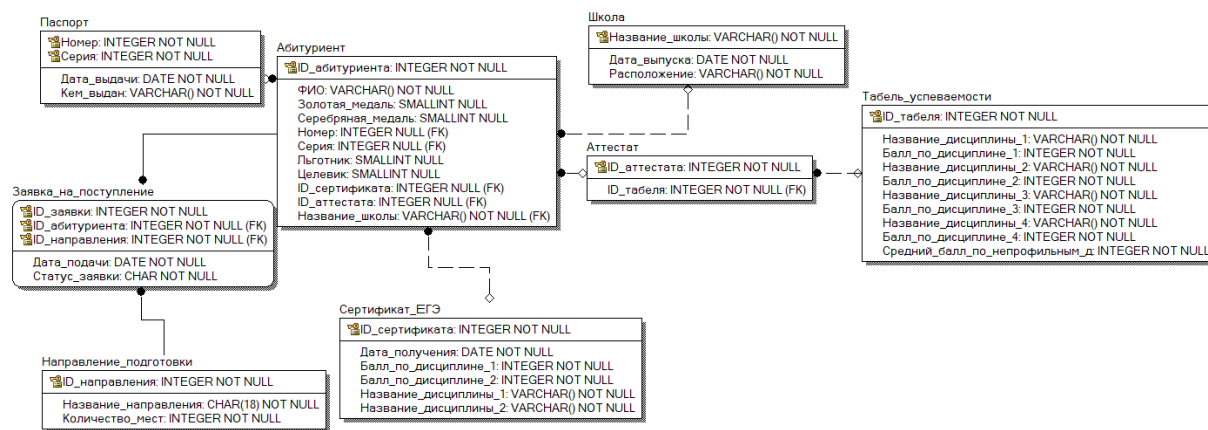 Паспорт
Номер: INTEGER NOT NULL
Серия: INTEGER NOT NULL
Дата_выдачи: DATE NOT NULL
Кем_выдан: VARCHAR() NOT NULL
Абитуриент
ID_абитуриента: INTEGER NOT NULL
ФИО: VARCHAR() NOT NULL
Золотая_медаль: SMALLINT NULL
Серебряная_медаль: SMALLINT NULL
Номер: INTEGER NULL (FK)
Серия: INTEGER NULL (FK)
Льготник: SMALLINT NULL
Целевик: SMALLINT NULL
ID_сертификата: INTEGER NULL (FK)
ID_аттестата: INTEGER NULL (FK)
Название_школы: VARCHAR() NOT NULL (FK)
Школа
Название_школы: VARCHAR() NOT NULL
Дата_выпуска: DATE NOT NULL
Расположение: VARCHAR() NOT NULL
Аттестат
ID_аттестата: INTEGER NOT NULL
ID_табеля: INTEGER NOT NULL (FK)
Табель_успеваемости
ID_табеля: INTEGER NOT NULL
Название_дисциплины_1: VARCHAR() NOT NULL
Балл_по_дисциплине_1: INTEGER NOT NULL
Название_дисциплины_2: VARCHAR() NOT NULL
Балл_по_дисциплине_2: INTEGER NOT NULL
Название_дисциплины_3: VARCHAR() NOT NULL
Балл_по_дисциплине_3: INTEGER NOT NULL
Название_дисциплины_4: VARCHAR() NOT NULL
Балл_по_дисциплине_4: INTEGER NOT NULL
Средний_балл_по_непрофильным_д: INTEGER NOT NULL
Заявка_на_поступление
ID_заявки: INTEGER NOT NULL
ID_абитуриента: INTEGER NOT NULL (FK)
ID_направления: INTEGER NOT NULL (FK)
Дата_подачи: DATE NOT NULL
Статус_заявки: CHAR NOT NULL
Сертификат_ЕГЭ
ID_сертификата: INTEGER NOT NULL
Дата_получения: DATE NOT NULL
Балл_по_дисциплине_1: INTEGER NOT NULL
Балл_по_дисциплине_2: INTEGER NOT NULL
Название_дисциплины_1: VARCHAR() NOT NULL
Название_дисциплины_2: VARCHAR() NOT NULL
Направление_подготовки
ID_направления: INTEGER NOT NULL
Название_направления: CHAR(18) NOT NULL
Количество_мест: INTEGER NOT NULL